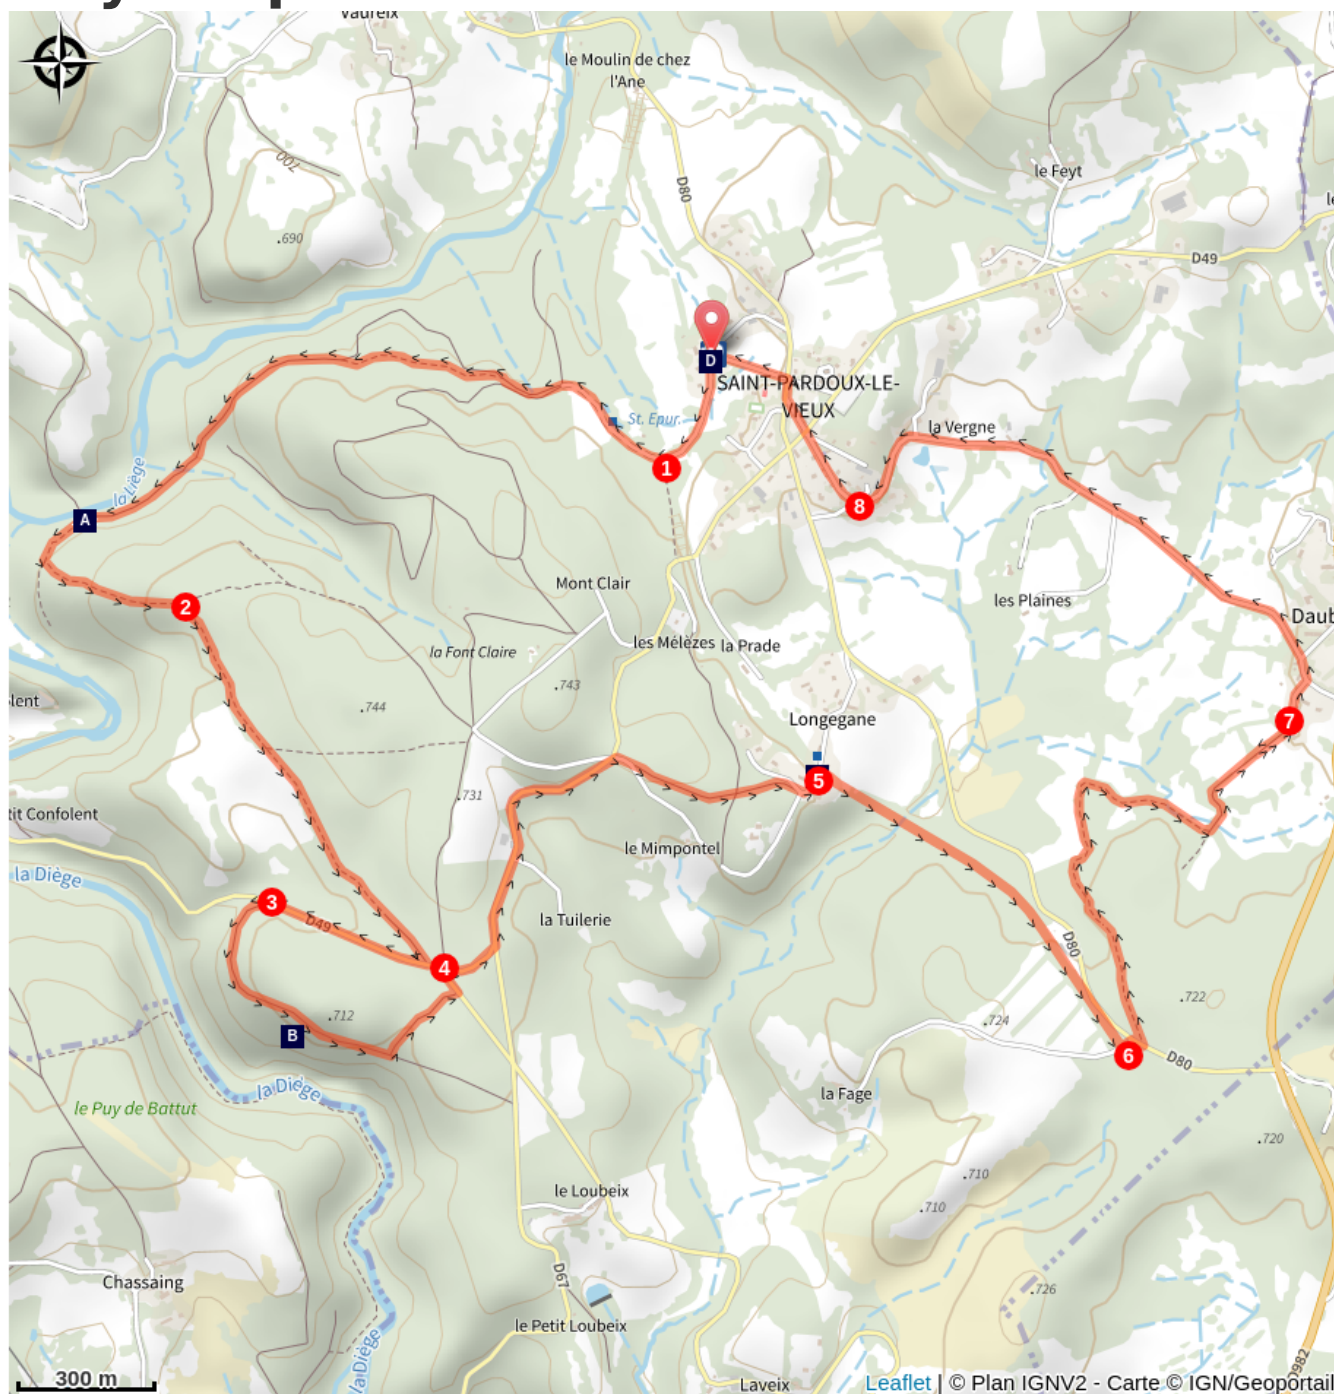 Vaureix
le Moulin de chez
l'Ane
700
D80
le Feyt
.690
D49
D
SAINT-PARDOUX-LE-
VIEUX
St. Epur.
la Vergne
1
la Liège
8
A
Mont Clair
2
les Plaines
Daub
la Font Claire
les Mélèzes
la Prade
.743
lent
.744
Longegane
7
5
.731
tit Confolent
le Mimpontel
la Diège
3
D49
la Tuilerie
D80
4
.722
.712
.724
B
6
D80
la Diège
la Fage
le Puy de Battut
.720
.710
le Loubeix
.710
Chassaing
D67
.726
le Petit Loubeix
la Diège
D982
300 m
Laveix
Leaflet | © Plan IGNV2 - Carte © IGN/Geoportail